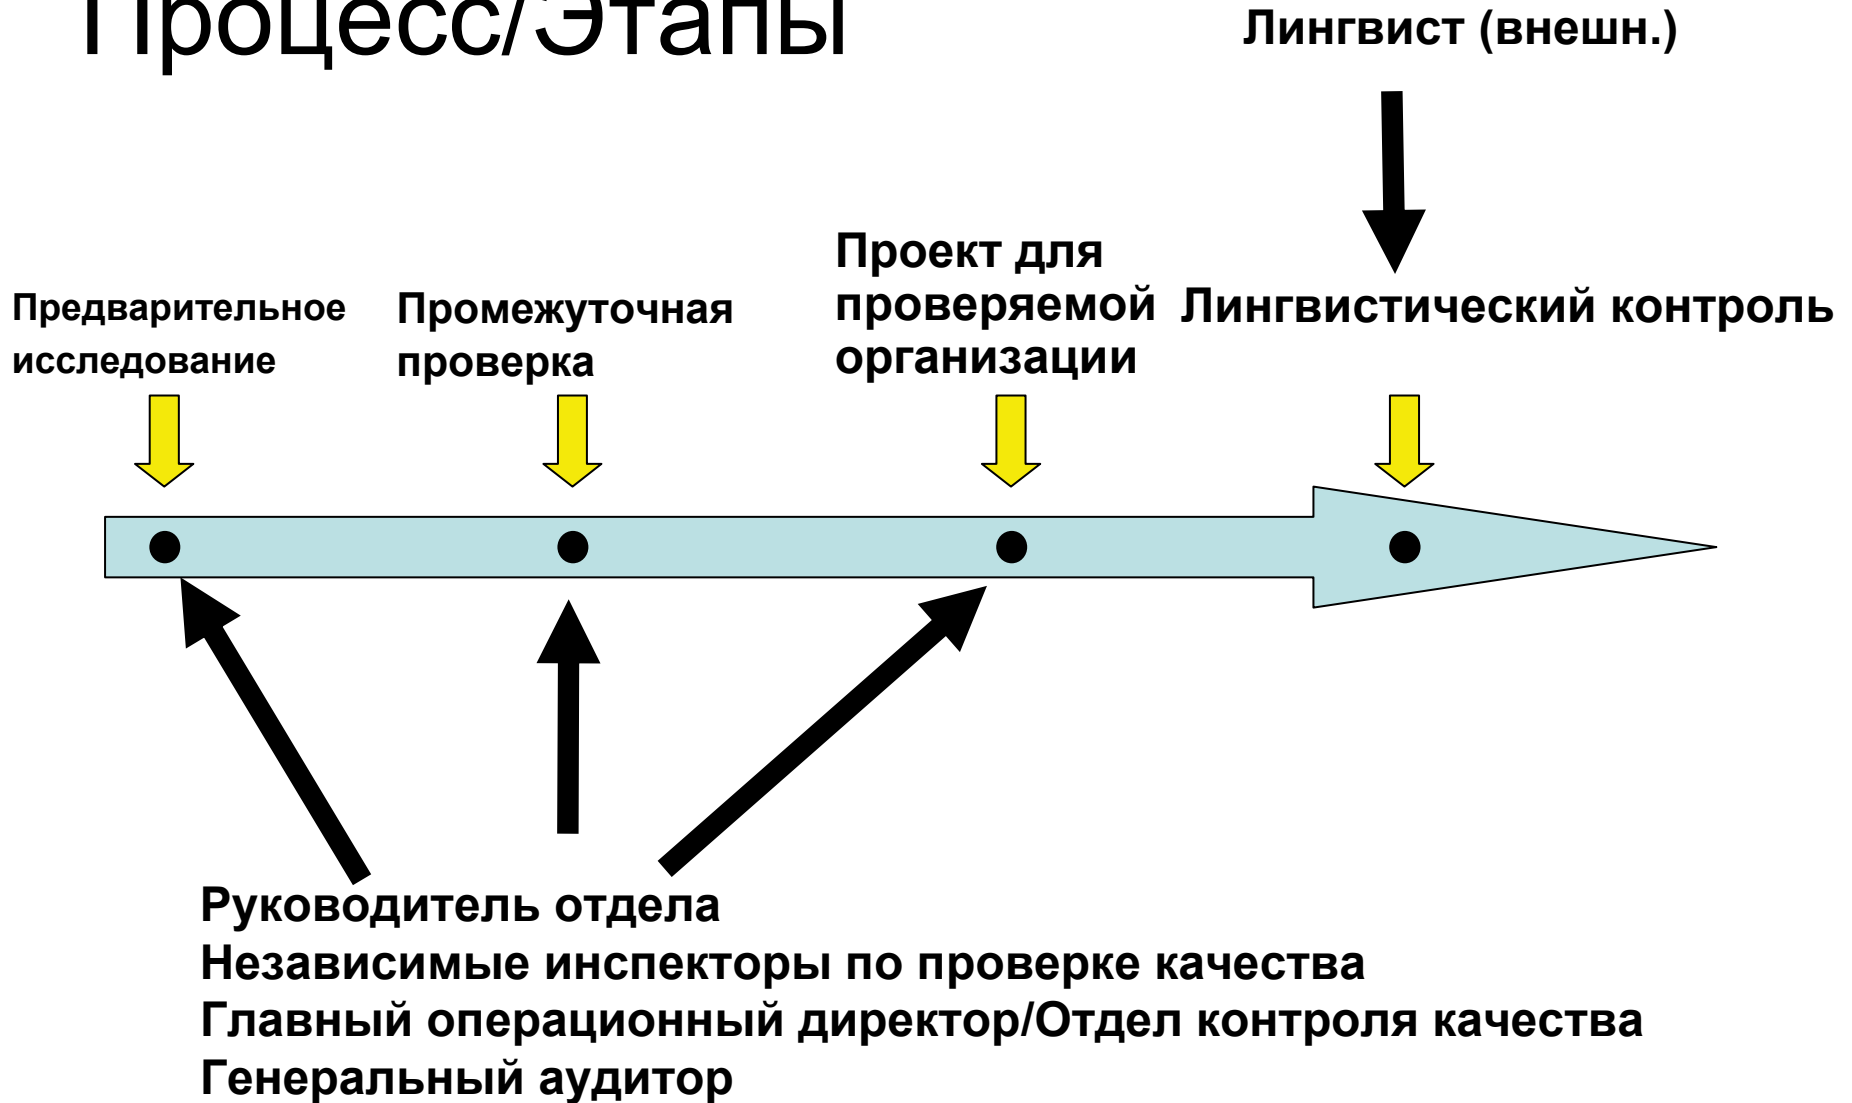 Процесс/Этапы
Лингвист (внешн.)
Предварительное
исследование
Промежуточная
проверка
Проект для
проверяемой
организации
Лингвистический контроль
Руководитель отдела
Независимые инспекторы по проверке качества
Главный операционный директор/Отдел контроля качества
Генеральный аудитор